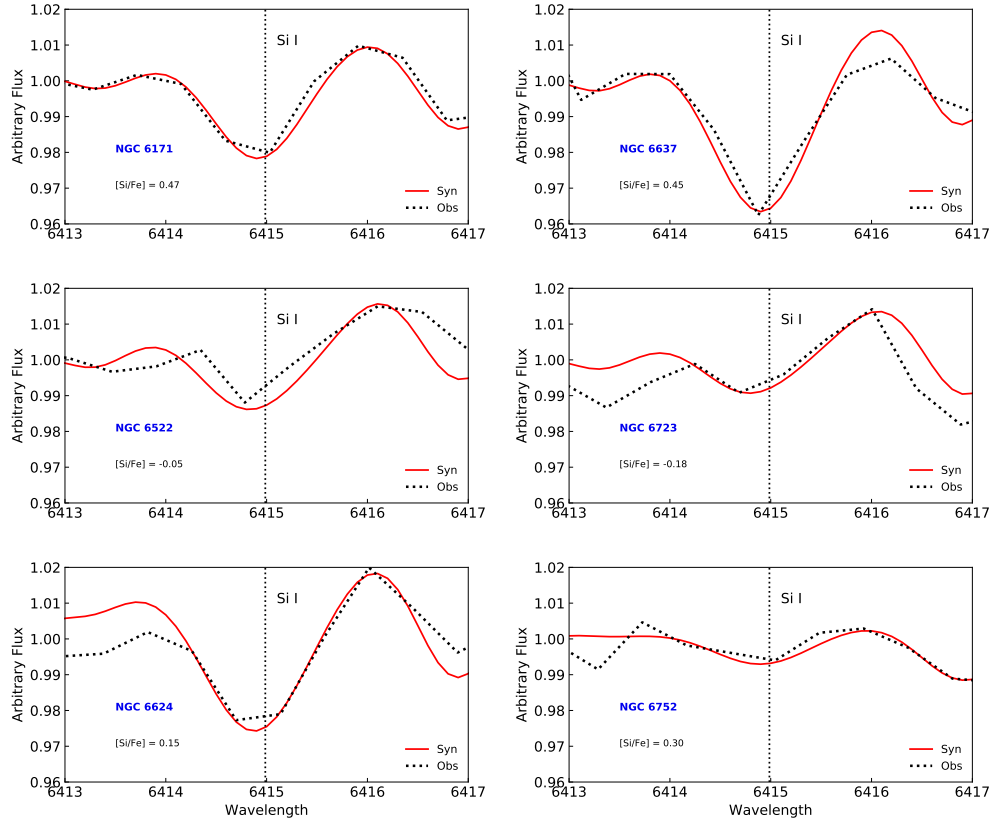 1.02
1.01
1.00
0.99
0.98
0.97
0.96
Arbitrary Flux
Si I
NGC 6171
[Si/Fe] = 0.47
Syn
Obs
6413 6414 6415 6416 6417
1.02
1.01
1.00
0.99
0.98
0.97
0.96
Arbitrary Flux
Si I
NGC 6637
[Si/Fe] = 0.45
Syn
Obs
6413 6414 6415 6416 6417
1.02
1.01
1.00
0.99
0.98
0.97
0.96
Arbitrary Flux
Si I
NGC 6522
[Si/Fe] = -0.05
Syn
Obs
6413 6414 6415 6416 6417
1.02
1.01
1.00
0.99
0.98
0.97
0.96
Arbitrary Flux
Si I
NGC 6723
[Si/Fe] = -0.18
Syn
Obs
6413 6414 6415 6416 6417
1.02
1.01
1.00
0.99
0.98
0.97
0.96
Arbitrary Flux
Si I
NGC 6624
[Si/Fe] = 0.15
Syn
Obs
6413 6414 6415 6416 6417
Wavelength
1.02
1.01
1.00
0.99
0.98
0.97
0.96
Arbitrary Flux
Si I
NGC 6752
[Si/Fe] = 0.30
Syn
Obs
6413 6414 6415 6416 6417
Wavelength